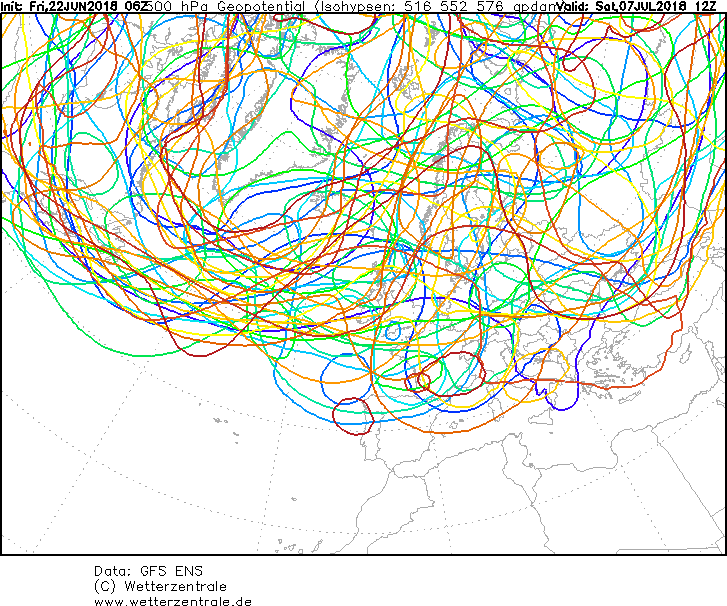 Init: Fri,22JUN2018 06Z 500 hPa Geopotential (Isohypsen: 516 552 576 gpdam Valid: Sat,07JUL2018 12Z
Data: GFS ENS
(C) Wetterzentrale
www.wetterzentrale.de